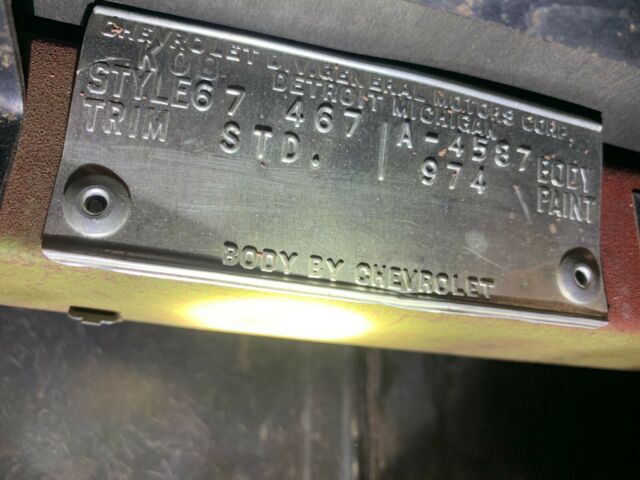 CHEVROLET DIV. GENERAL MOTORS CORP.
DETROIT MICHIGAN
STYLE 67 467 A-4587 BODY
TRIM STD. 974 PAINT
BODY BY CHEVROLET